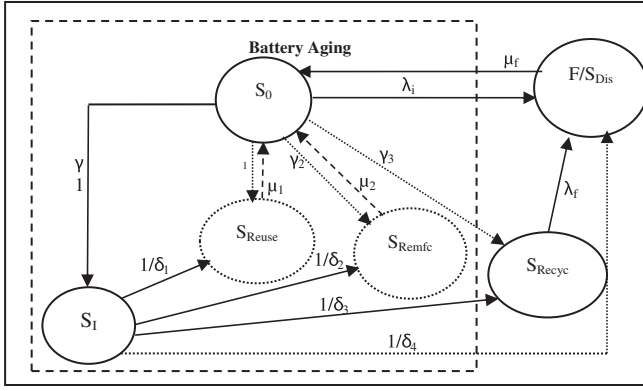 Battery Aging
μf
F/SDis
S0
λi
γ
1
1
μ1
γ2
μ2
γ3
λf
SReuse
SRemfc
SRecyc
1/δ1
1/δ2
1/δ3
SI
1/δ4